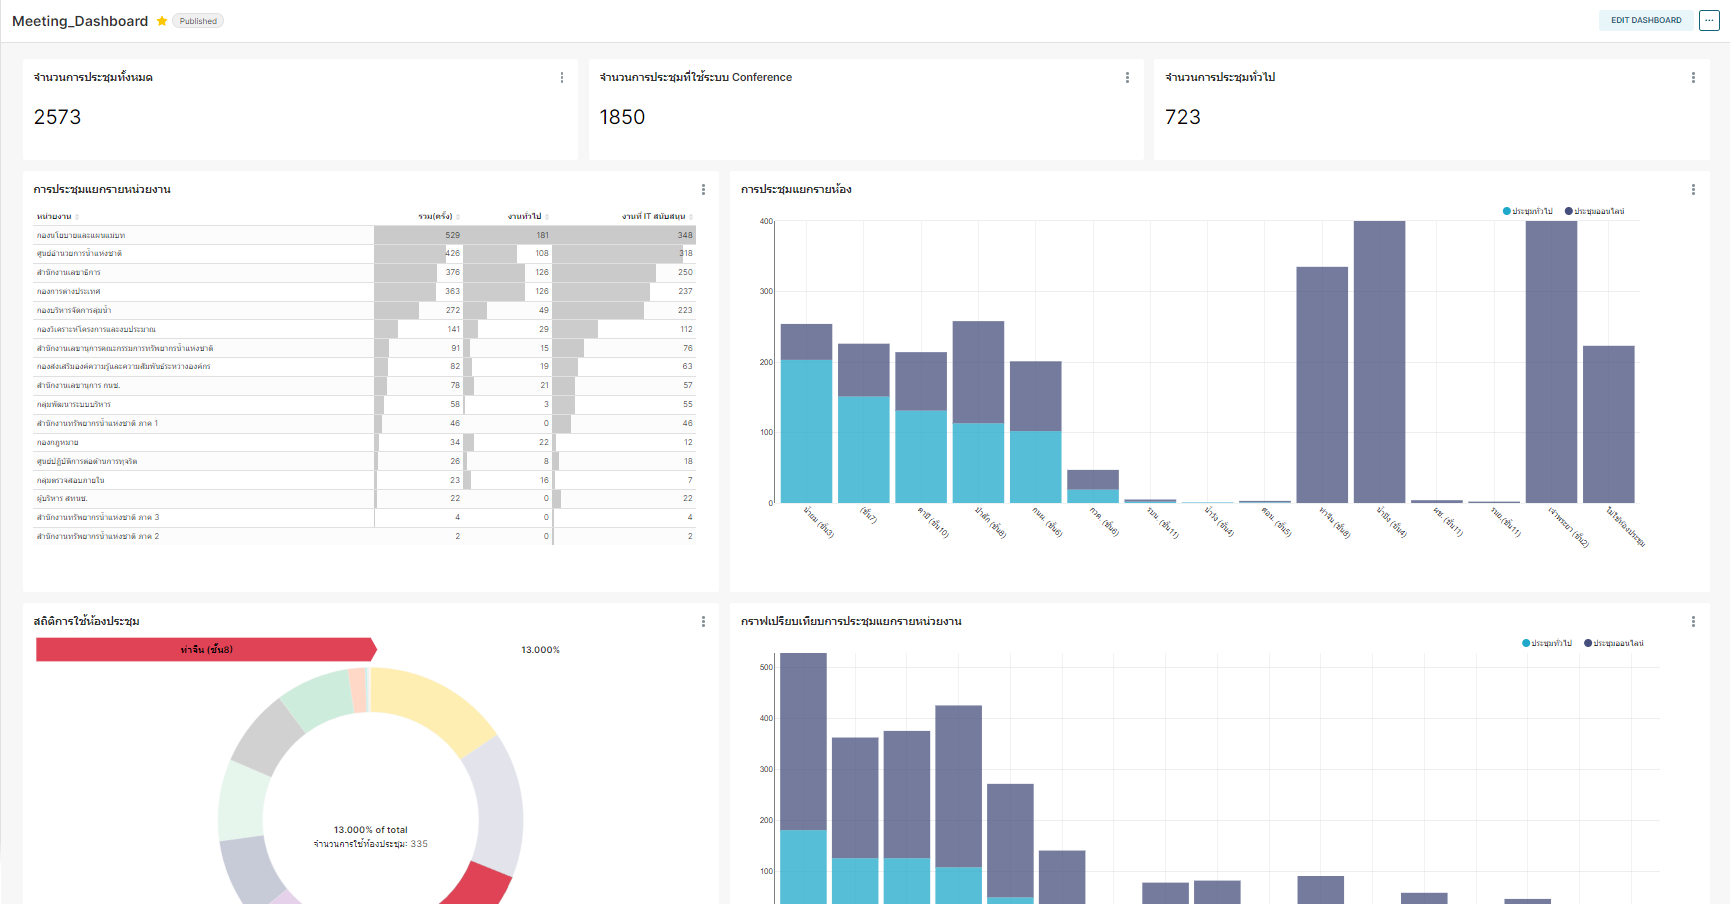 Meeting_Dashboard
Published
EDIT DASHBOARD
จำนวนการประชุมทั้งหมด
2573
จำนวนการประชุมที่ใช้ระบบ Conference
1850
จำนวนการประชุมทั่วไป
723
การประชุมแยกรายหน่วยงาน
หน่วยงาน รวม(ครั้ง) งานทั่วไป งานที่ IT สนับสนุน
กองนโยบายและแผนแม่บท 529 181 348
ศูนย์อำนวยการน้ำแห่งชาติ 426 108 318
สำนักงานเลขาธิการ 376 126 250
กองการต่างประเทศ 363 126 237
กองบริหารจัดการลุ่มน้ำ 272 49 223
กองวิเคราะห์โครงการและงบประมาณ 141 29 112
สำนักงานเลขานุการคณะกรรมการทรัพยากรน้ำแห่งชาติ 91 15 76
กองส่งเสริมองค์ความรู้และความสัมพันธ์ระหว่างองค์กร 82 19 63
สำนักงานเลขานุการ กนช. 78 21 57
กลุ่มพัฒนาระบบบริหาร 58 3 55
สำนักงานทรัพยากรน้ำแห่งชาติ ภาค 1 46 0 46
กองกฎหมาย 34 22 12
ศูนย์ปฏิบัติการต่อต้านการทุจริต 26 8 18
กลุ่มตรวจสอบภายใน 23 16 7
ผู้บริหาร สทนช. 22 0 22
สำนักงานทรัพยากรน้ำแห่งชาติ ภาค 3 4 0 4
สำนักงานทรัพยากรน้ำแห่งชาติ ภาค 2 2 0 2
การประชุมแยกรายห้อง
ประชุมทั่วไป ประชุมออนไลน์
400
300
200
100
0
น้ำยม (ชั้น3)
(ชั้น7)
คาปี (ชั้น10)
ป่าสัก (ชั้น8)
กนน. (ชั้น6)
กวค. (ชั้น6)
รบน. (ชั้น11)
น้ำวัง (ชั้น4)
ศอน. (ชั้น5)
ท่าจีน (ชั้น8)
น้ำปิง (ชั้น4)
ผช. (ชั้น11)
รนย.(ชั้น11)
เจ้าพระยา (ชั้น2)
ไม่ใช้ห้องประชุม
สถิติการใช้ห้องประชุม
ท่าจีน (ชั้น8) 13.000%
13.000% of total
จำนวนการใช้ห้องประชุม: 335
กราฟเปรียบเทียบการประชุมแยกรายหน่วยงาน
ประชุมทั่วไป ประชุมออนไลน์
500
400
300
200
100